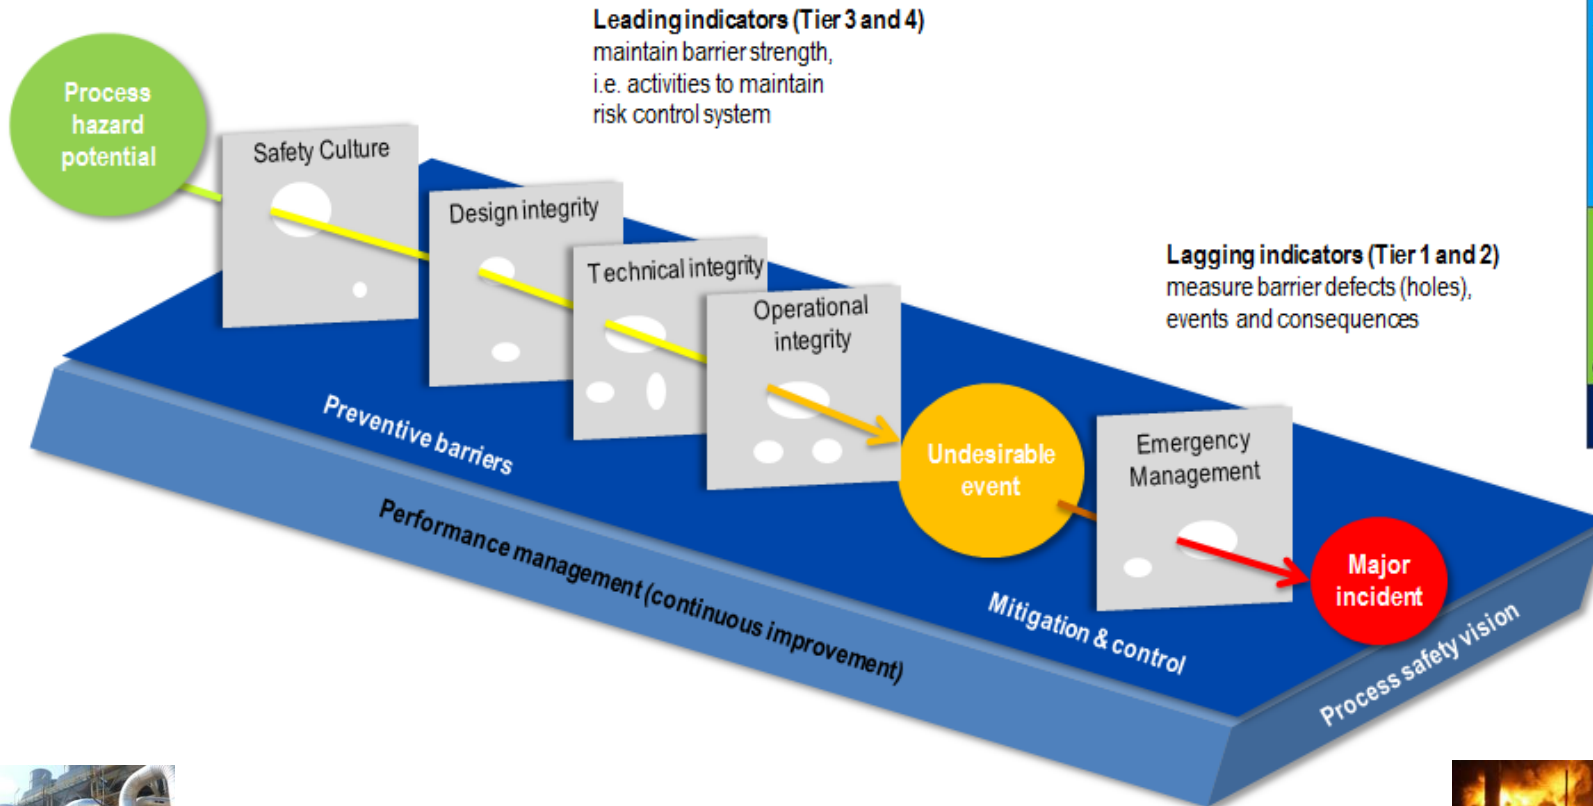 Leading indicators (Tier 3 and 4)
maintain barrier strength,
i.e. activities to maintain
risk control system
Process
hazard
potential
Safety Culture
Design integrity
Technical integrity
Operational
integrity
Lagging indicators (Tier 1 and 2)
measure barrier defects (holes),
events and consequences
Undesirable
event
Emergency
Management
Major
incident
Preventive barriers
Mitigation & control
Performance management (continuous improvement)
Process safety vision